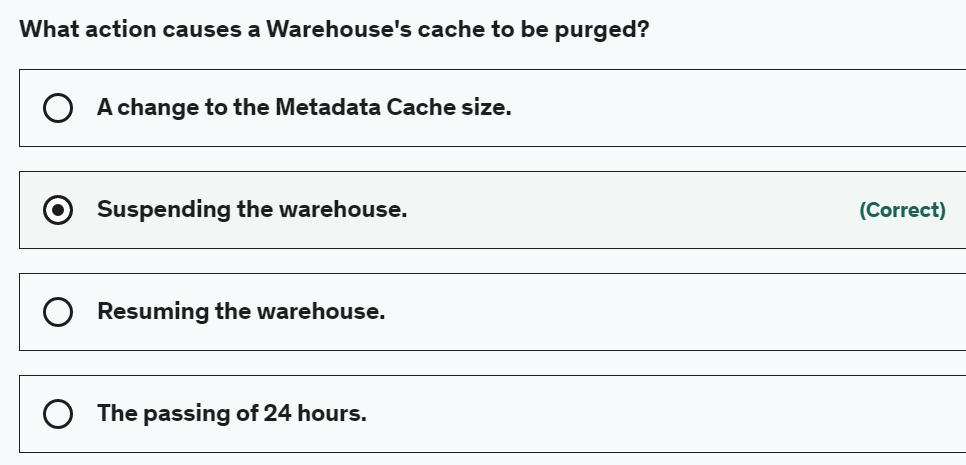 What action causes a Warehouse's cache to be purged?
A change to the Metadata Cache size.
Suspending the warehouse. (Correct)
Resuming the warehouse.
The passing of 24 hours.